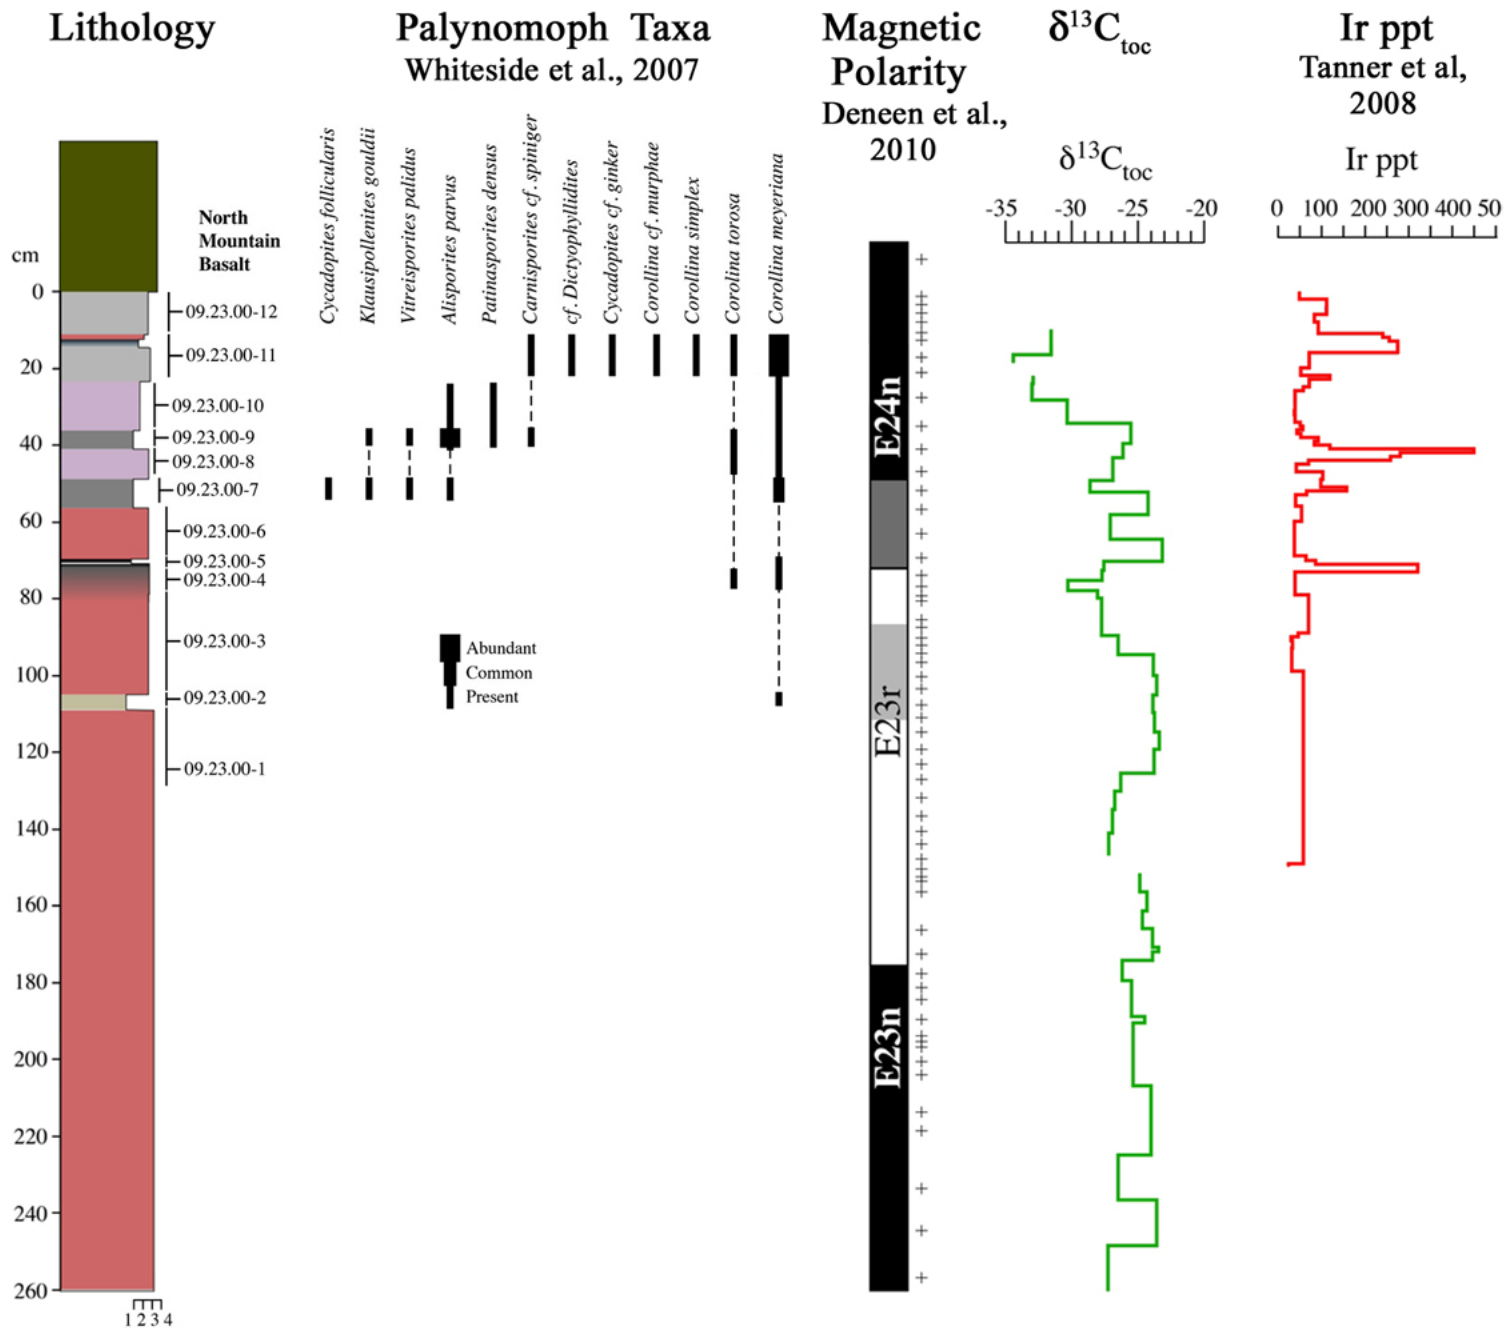 Lithology
Palynomoph Taxa
Whiteside et al., 2007
Magnetic
Polarity
Deneen et al.,
2010
δ¹³Ctoc
Ir ppt
Tanner et al,
2008
Cycadopites follicularis
Klausipollenites gouldii
Vitreisporites palidus
Alisporites parvus
Patinasporites densus
Carnisporites cf. spiniger
cf. Dictyophyllidites
Cycadopites cf. ginker
Corollina cf. murphae
Corollina simplex
Corolina torosa
Corollina meyeriana
δ¹³Ctoc
-35 -30 -25 -20
Ir ppt
0 100 200 300 400 50
North
Mountain
Basalt
cm
0
20
40
60
80
100
120
140
160
180
200
220
240
260
09.23.00-12
09.23.00-11
09.23.00-10
09.23.00-9
09.23.00-8
09.23.00-7
09.23.00-6
09.23.00-5
09.23.00-4
09.23.00-3
09.23.00-2
09.23.00-1
Abundant
Common
Present
E24n
E23r
E23n
1 2 3 4